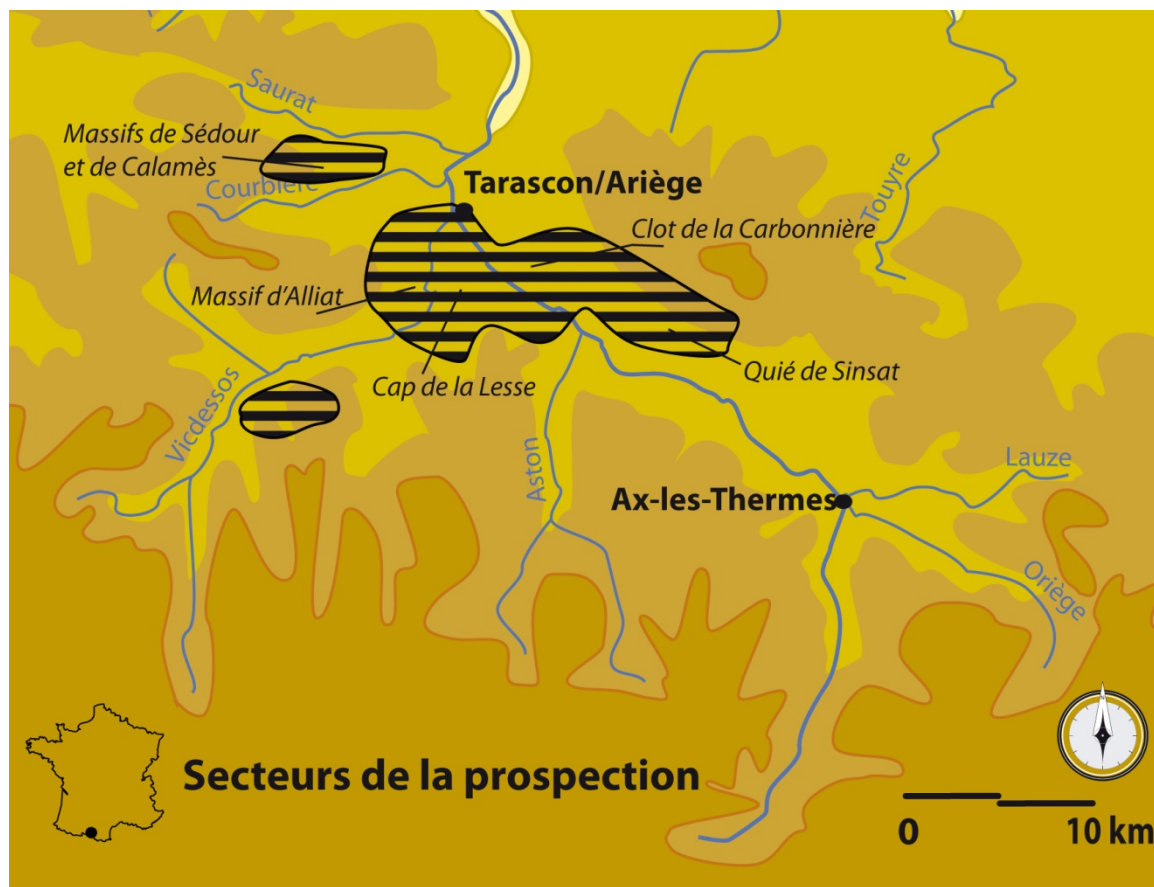 Saurat
Massifs de Sédour
et de Calamès
Courbière
Tarascon/Ariège
Touyre
Clot de la Carbonnière
Massif d'Alliat
Cap de la Lesse
Quié de Sinsat
Vicdessos
Aston
Lauze
Ax-les-Thermes
Oriège
N
Secteurs de la prospection
0 10 km